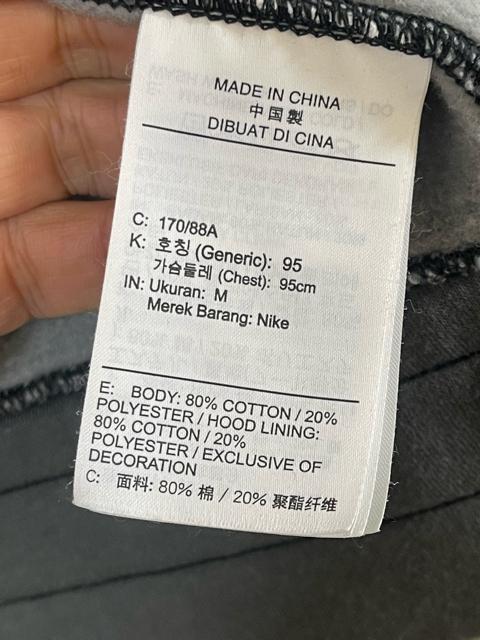 MADE IN CHINA
中国製
DIBUAT DI CINA
C: 170/88A
K: 호칭 (Generic): 95
가슴둘레 (Chest): 95cm
IN: Ukuran: M
Merek Barang: Nike
E: BODY: 80% COTTON / 20%
POLYESTER / HOOD LINING:
80% COTTON / 20%
POLYESTER / EXCLUSIVE OF
DECORATION
C: 面料: 80% 棉 / 20% 聚酯纤维